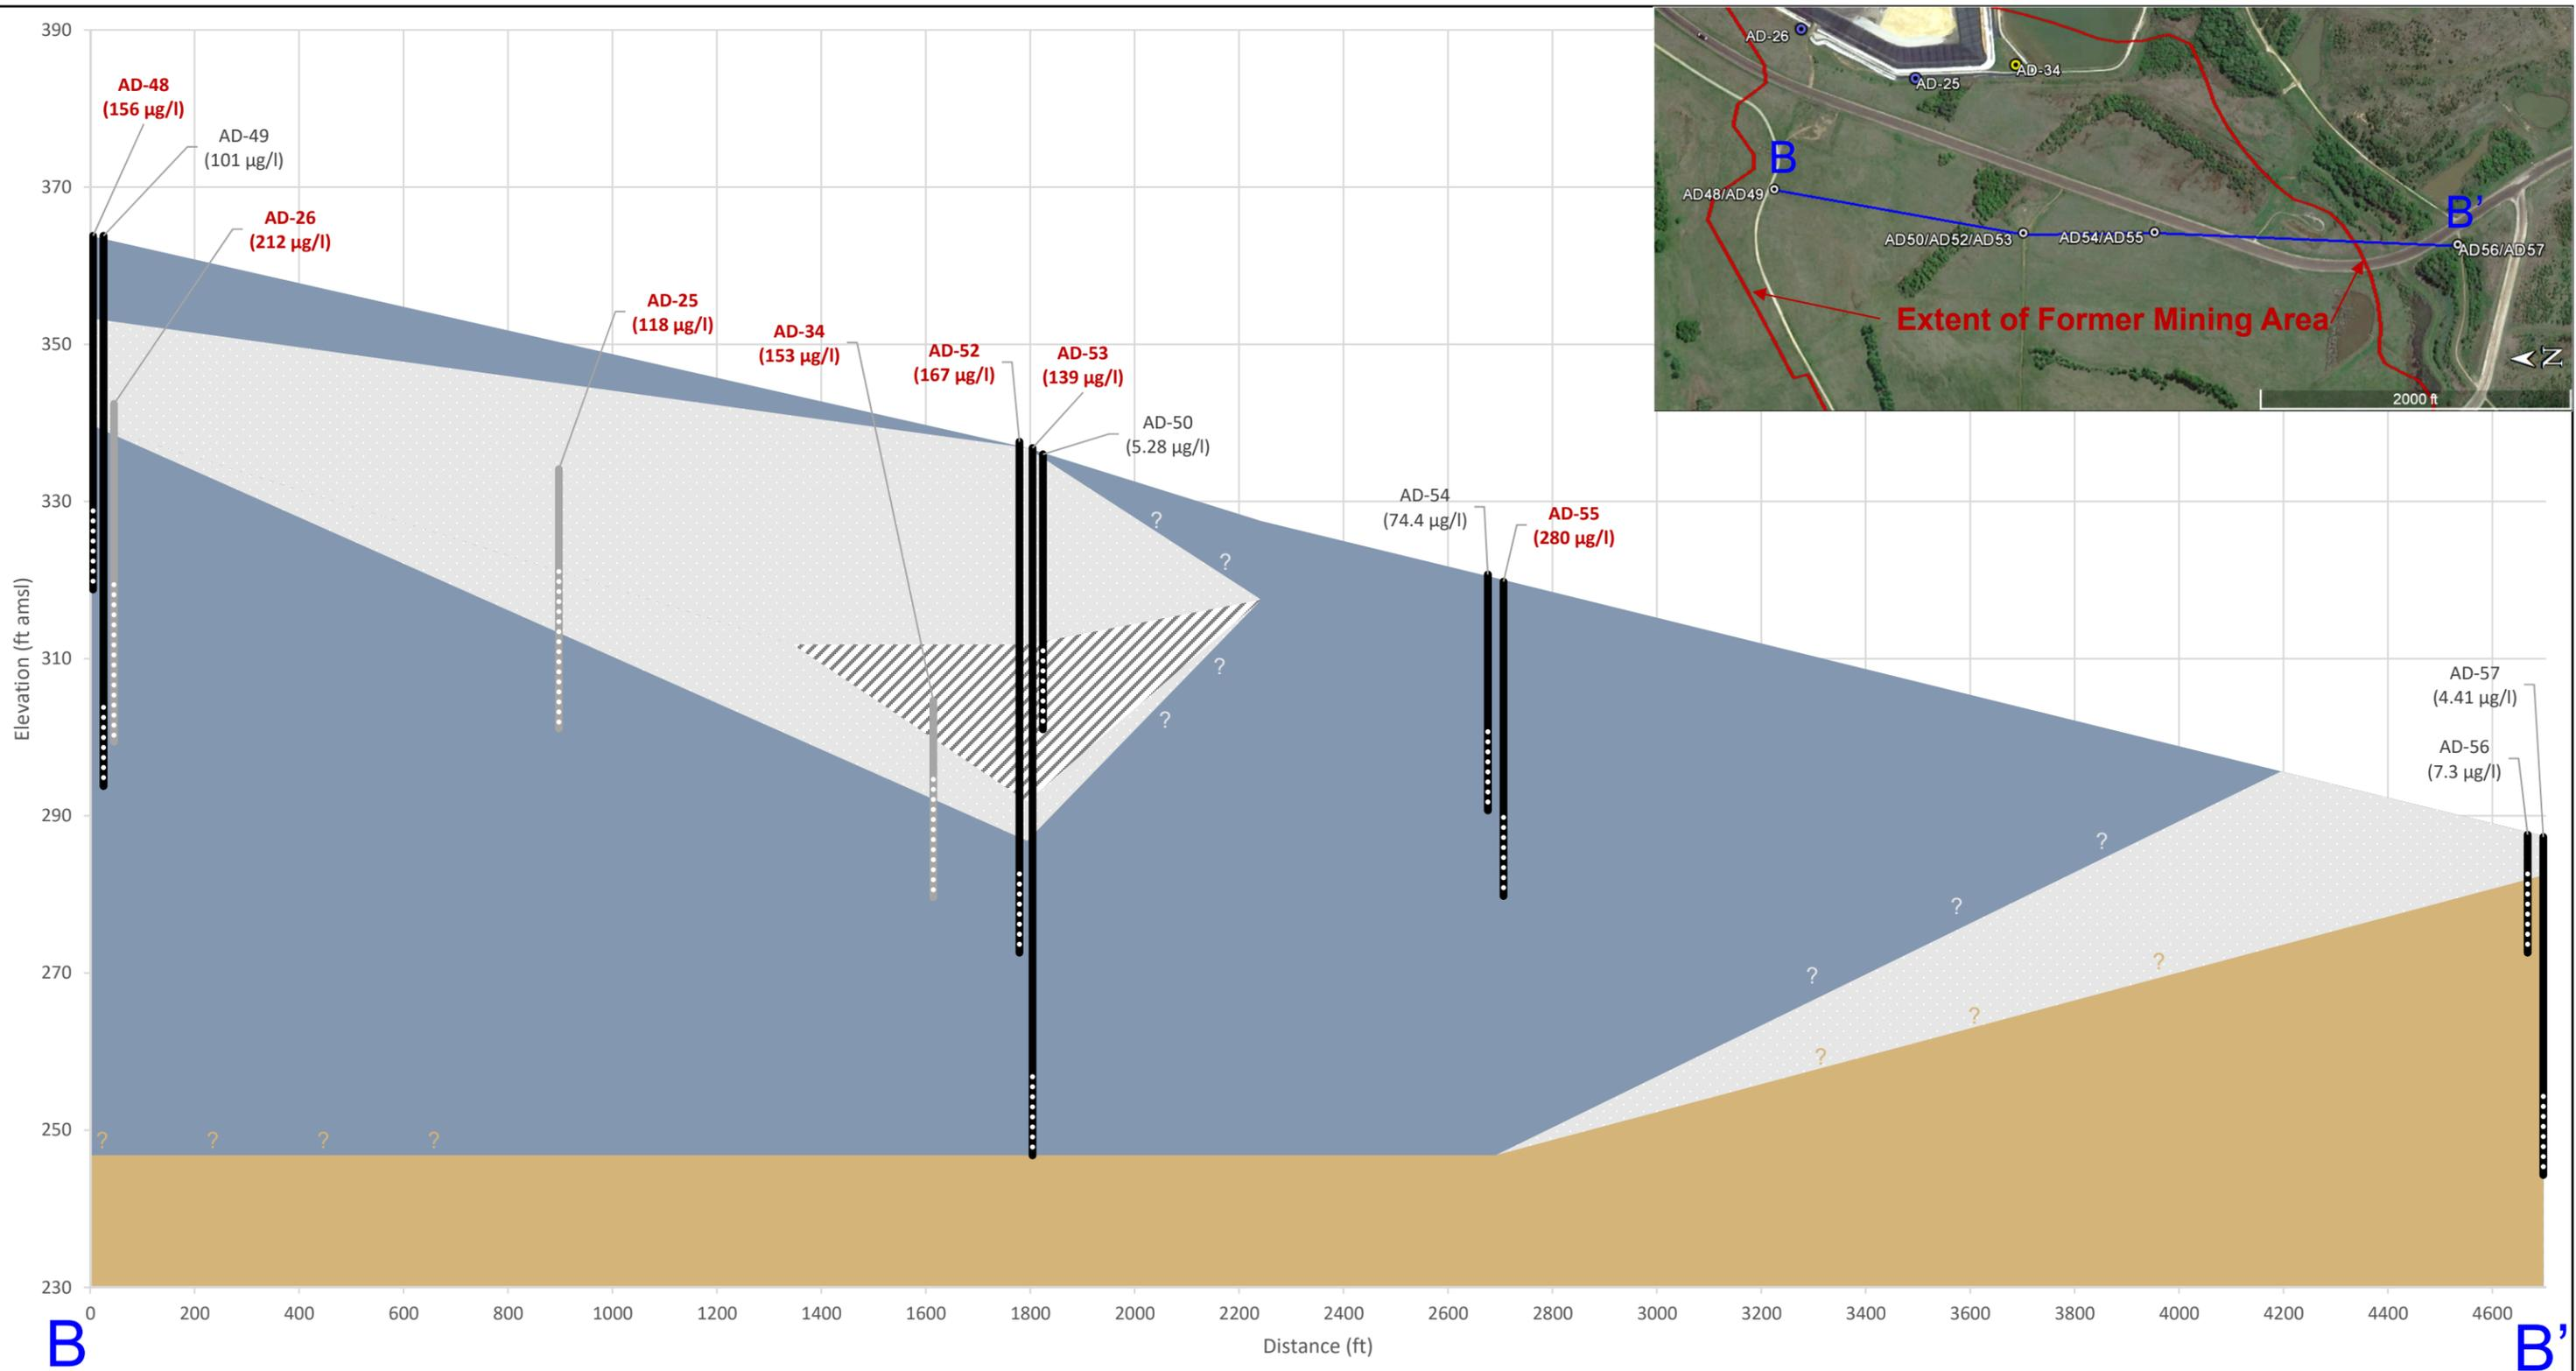 390
370
350
330
310
290
270
250
230
Elevation (ft amsl)
AD-48
(156 µg/l)
AD-49
(101 µg/l)
AD-26
(212 µg/l)
AD-25
(118 µg/l)
AD-34
(153 µg/l)
AD-52
(167 µg/l)
AD-53
(139 µg/l)
AD-50
(5.28 µg/l)
AD-54
(74.4 µg/l)
AD-55
(280 µg/l)
AD-57
(4.41 µg/l)
AD-56
(7.3 µg/l)
?
?
?
?
?
?
?
?
?
?
?
? ? ? ?
0 200 400 600 800 1000 1200 1400 1600 1800 2000 2200 2400 2600 2800 3000 3200 3400 3600 3800 4000 4200 4400 4600
Distance (ft)
B
B’
AD-26
AD-25
AD-34
B
AD48/AD49
AD50/AD52/AD53
AD54/AD55
B’
AD56/AD57
Extent of Former Mining Area
N
2000 ft